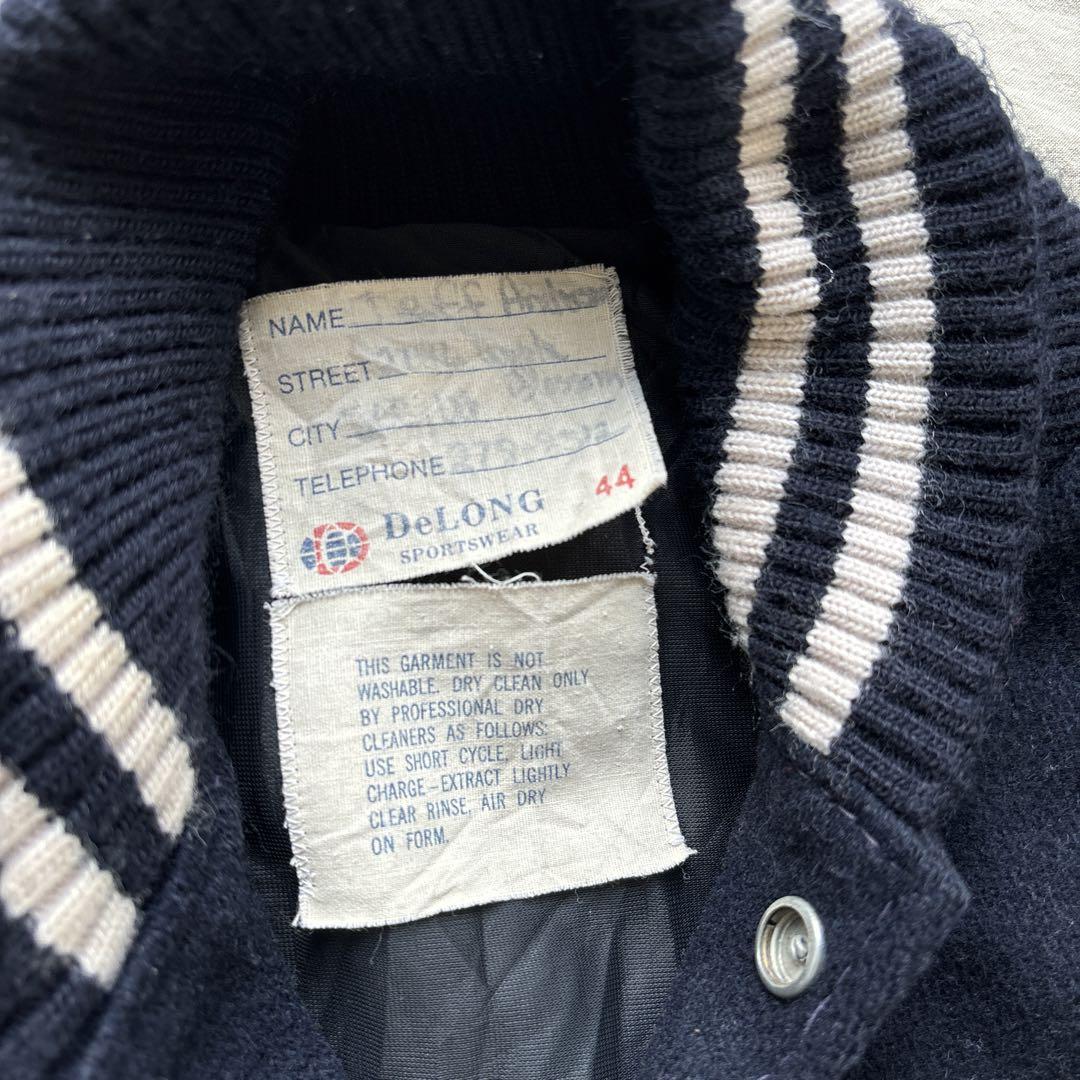 NAME
STREET
CITY
TELEPHONE
44
DeLONG
SPORTSWEAR
THIS GARMENT IS NOT
WASHABLE. DRY CLEAN ONLY
BY PROFESSIONAL DRY
CLEANERS AS FOLLOWS:
USE SHORT CYCLE, LIGHT
CHARGE-EXTRACT LIGHTLY
CLEAR RINSE, AIR DRY
ON FORM.